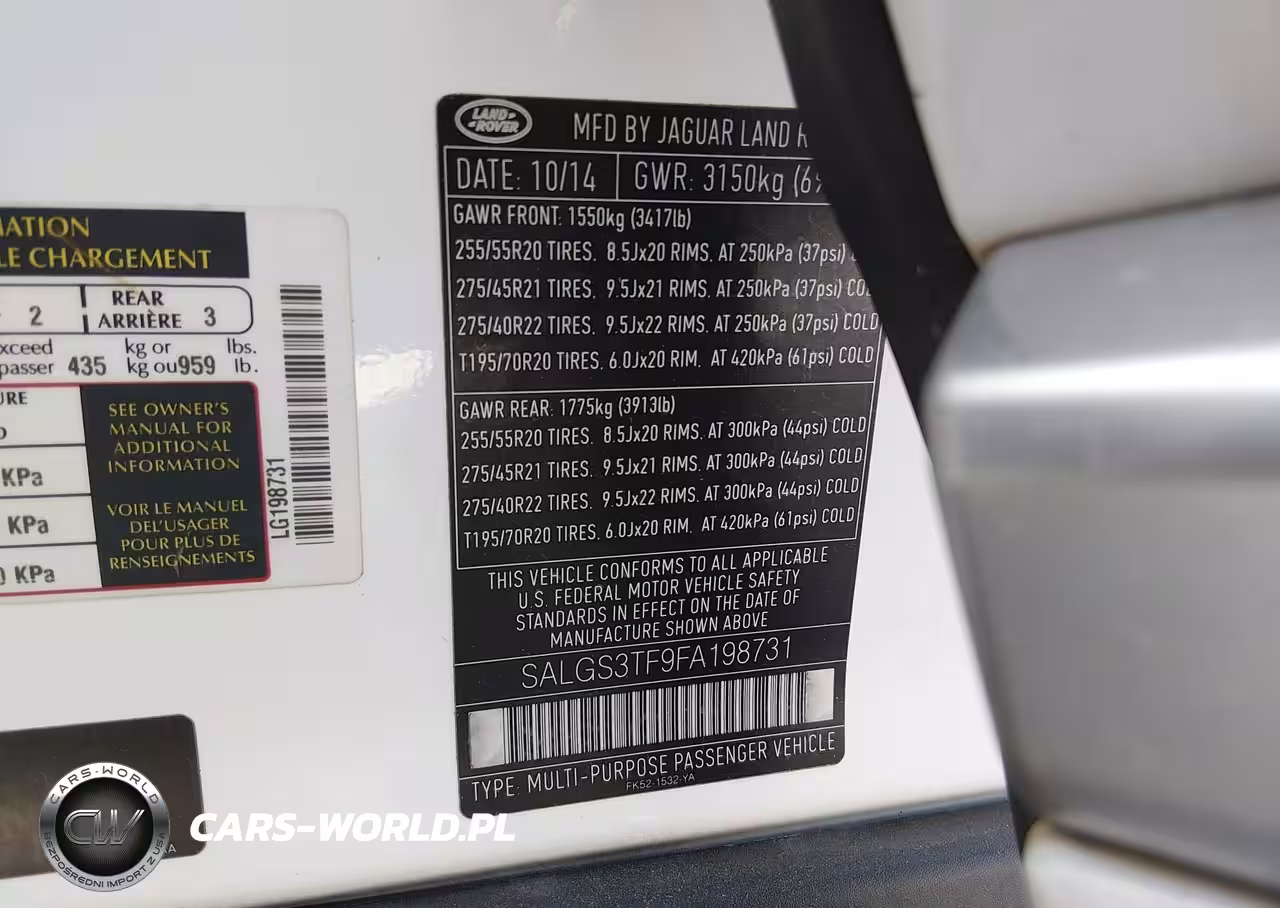 LE CHARGEMENT
2
REAR
ARRIÈRE 3
kg or lbs.
435 kg ou 959 lb.
SEE OWNER'S
MANUAL FOR
ADDITIONAL
INFORMATION
VOIR LE MANUEL
DEL'USAGER
POUR PLUS DE
RENSEIGNEMENTS
KPa
KPa
KPa
LG198731
LAND
ROVER
MFD BY JAGUAR LAND
DATE: 10/14
GWR: 3150kg
GAWR FRONT: 1550kg (3417lb)
255/55R20 TIRES. 8.5Jx20 RIMS. AT 250kPa (37psi)
275/45R21 TIRES. 9.5Jx21 RIMS. AT 250kPa (37psi)
275/40R22 TIRES. 9.5Jx22 RIMS. AT 250kPa (37psi) COLD
T195/70R20 TIRES. 6.0Jx20 RIM. AT 420kPa (61psi) COLD
GAWR REAR: 1775kg (3913lb)
255/55R20 TIRES. 8.5Jx20 RIMS. AT 300kPa (44psi) COLD
275/45R21 TIRES. 9.5Jx21 RIMS. AT 300kPa (44psi) COLD
275/40R22 TIRES. 9.5Jx22 RIMS. AT 300kPa (44psi) COLD
T195/70R20 TIRES. 6.0Jx20 RIM. AT 420kPa (61psi) COLD
THIS VEHICLE CONFORMS TO ALL APPLICABLE
U.S. FEDERAL MOTOR VEHICLE SAFETY
STANDARDS IN EFFECT ON THE DATE OF
MANUFACTURE SHOWN ABOVE
SALGS3TF9FA198731
TYPE: MULTI-PURPOSE PASSENGER VEHICLE
FK52-1532-YA
CARS-WORLD
CW
BEZPOŚREDNI IMPORT Z USA
CARS-WORLD.PL